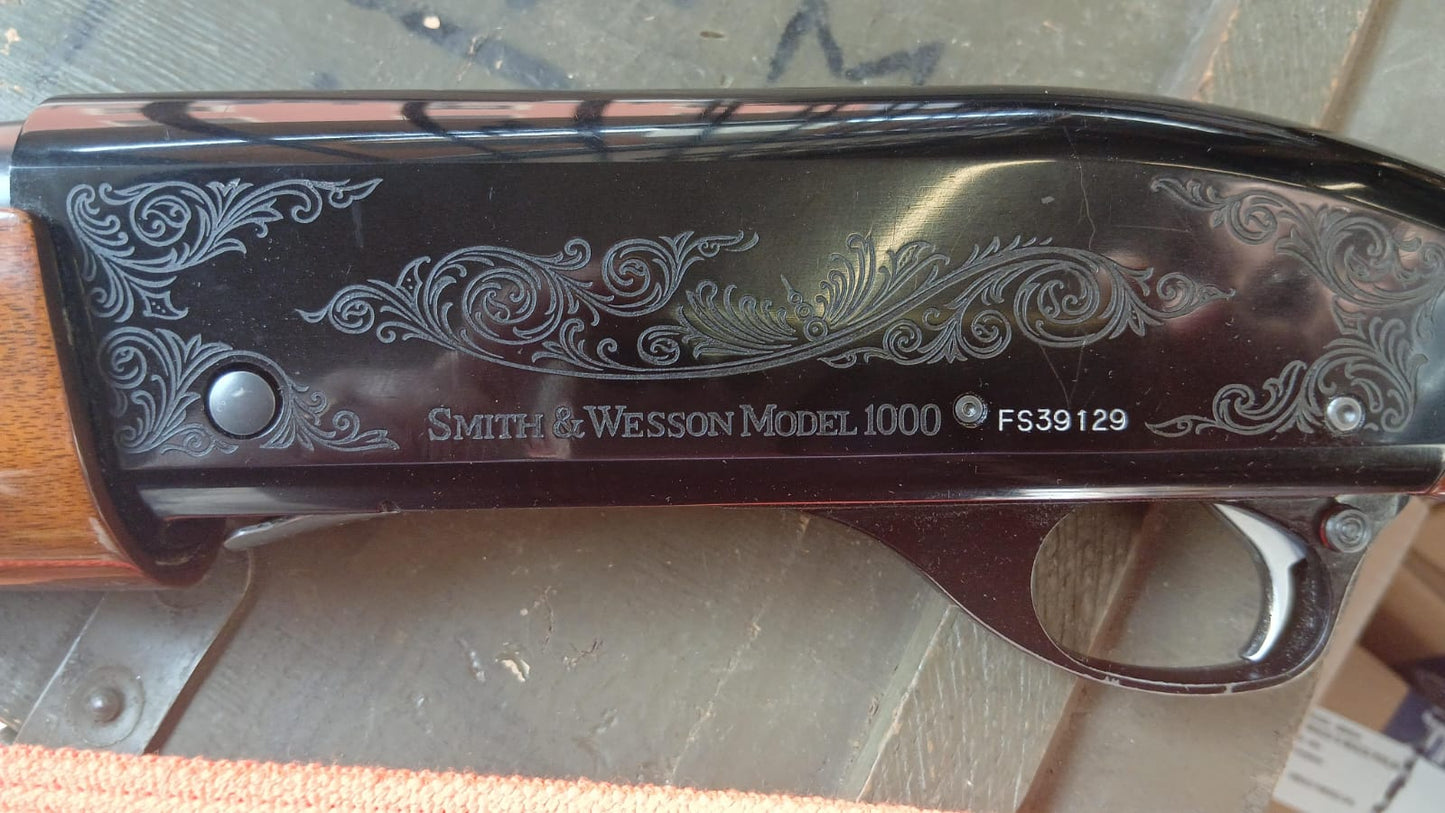 SMITH & WESSON MODEL 1000
FS39129